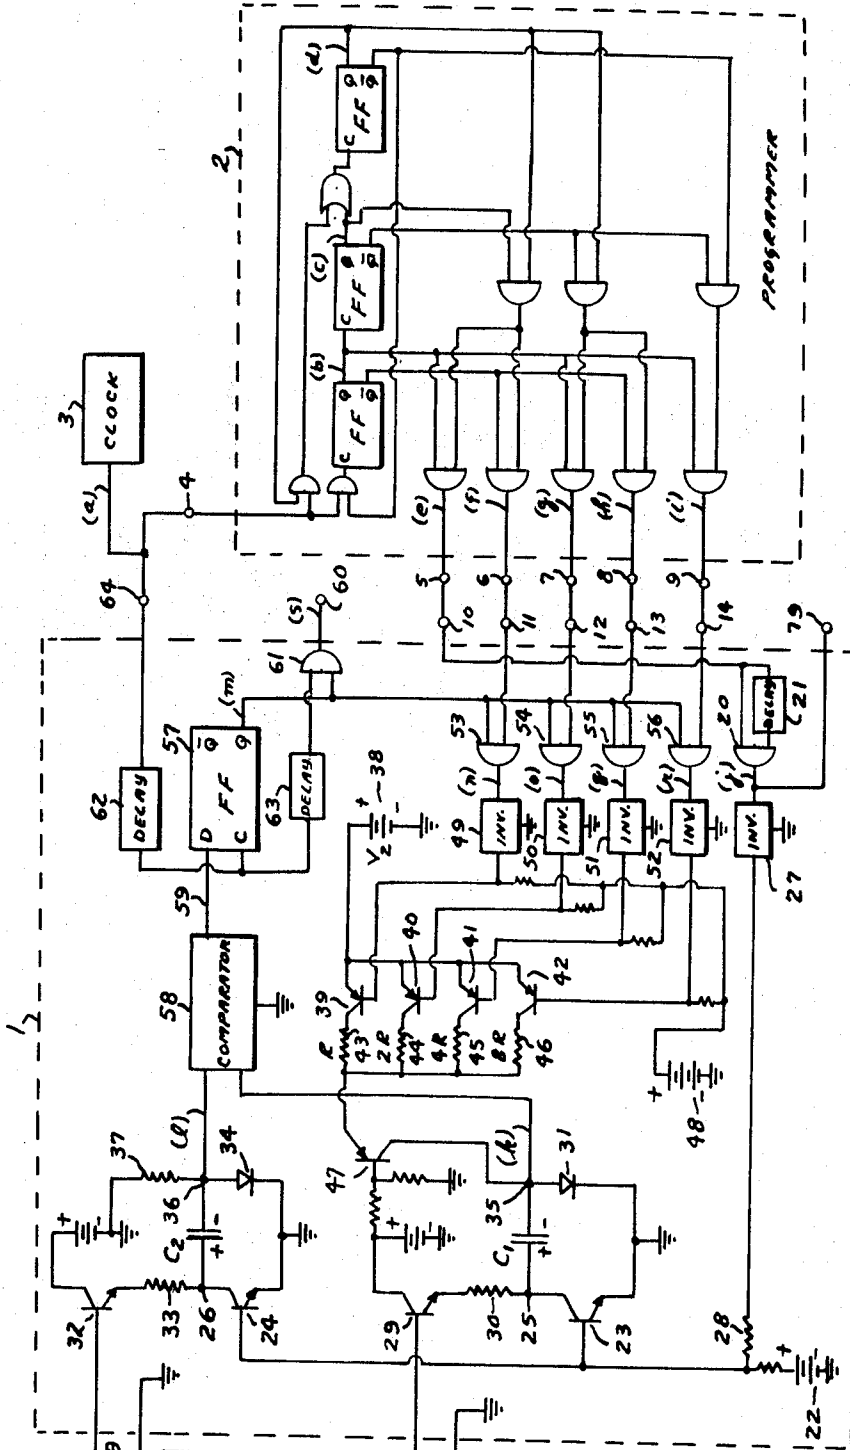 1
32
33
26
24
+
-
37
36
C2
+
-
34
(l)
58
COMPARATOR
59
62
DELAY
57
D
C
FF
Q̅
Q
(m)
63
DELAY
61
(s)
60
64
(a)
3
CLOCK
4
2
29
30
25
23
+
-
47
35
C1
+
-
31
(k)
R
43
2R
44
4R
45
8R
46
39
40
41
42
V2
+
-
38
+
-
48
49
INV.
50
INV.
51
INV.
52
INV.
(n)
(o)
(p)
(r)
53
54
55
56
22
+
-
28
27
INV.
(j)
20
DELAY
21
79
10
11
12
13
14
5
6
7
8
9
(e)
(f)
(g)
(h)
(i)
C
FF
Q
Q̅
(b)
C
FF
Q
Q̅
(c)
C
FF
Q
Q̅
(d)
PROGRAMMER